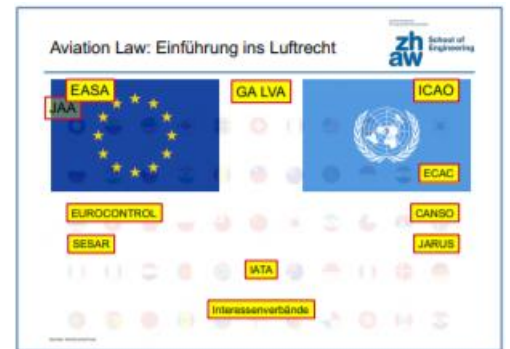 Aviation Law: Einführung ins Luftrecht
zh
aw
School of
Engineering
EASA
GA LVA
ICAO
JAA
ECAC
EUROCONTROL
CANSO
SESAR
JARUS
IATA
Interessenverbände